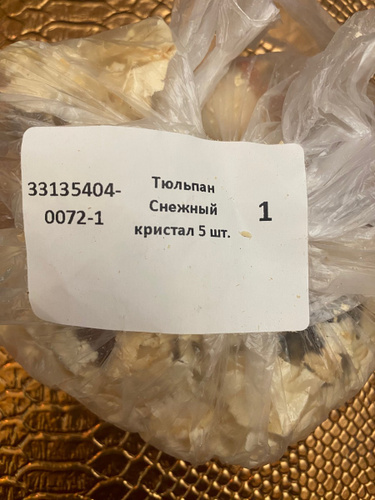 33135404-
0072-1
Тюльпан
Снежный
кристал 5 шт.
1